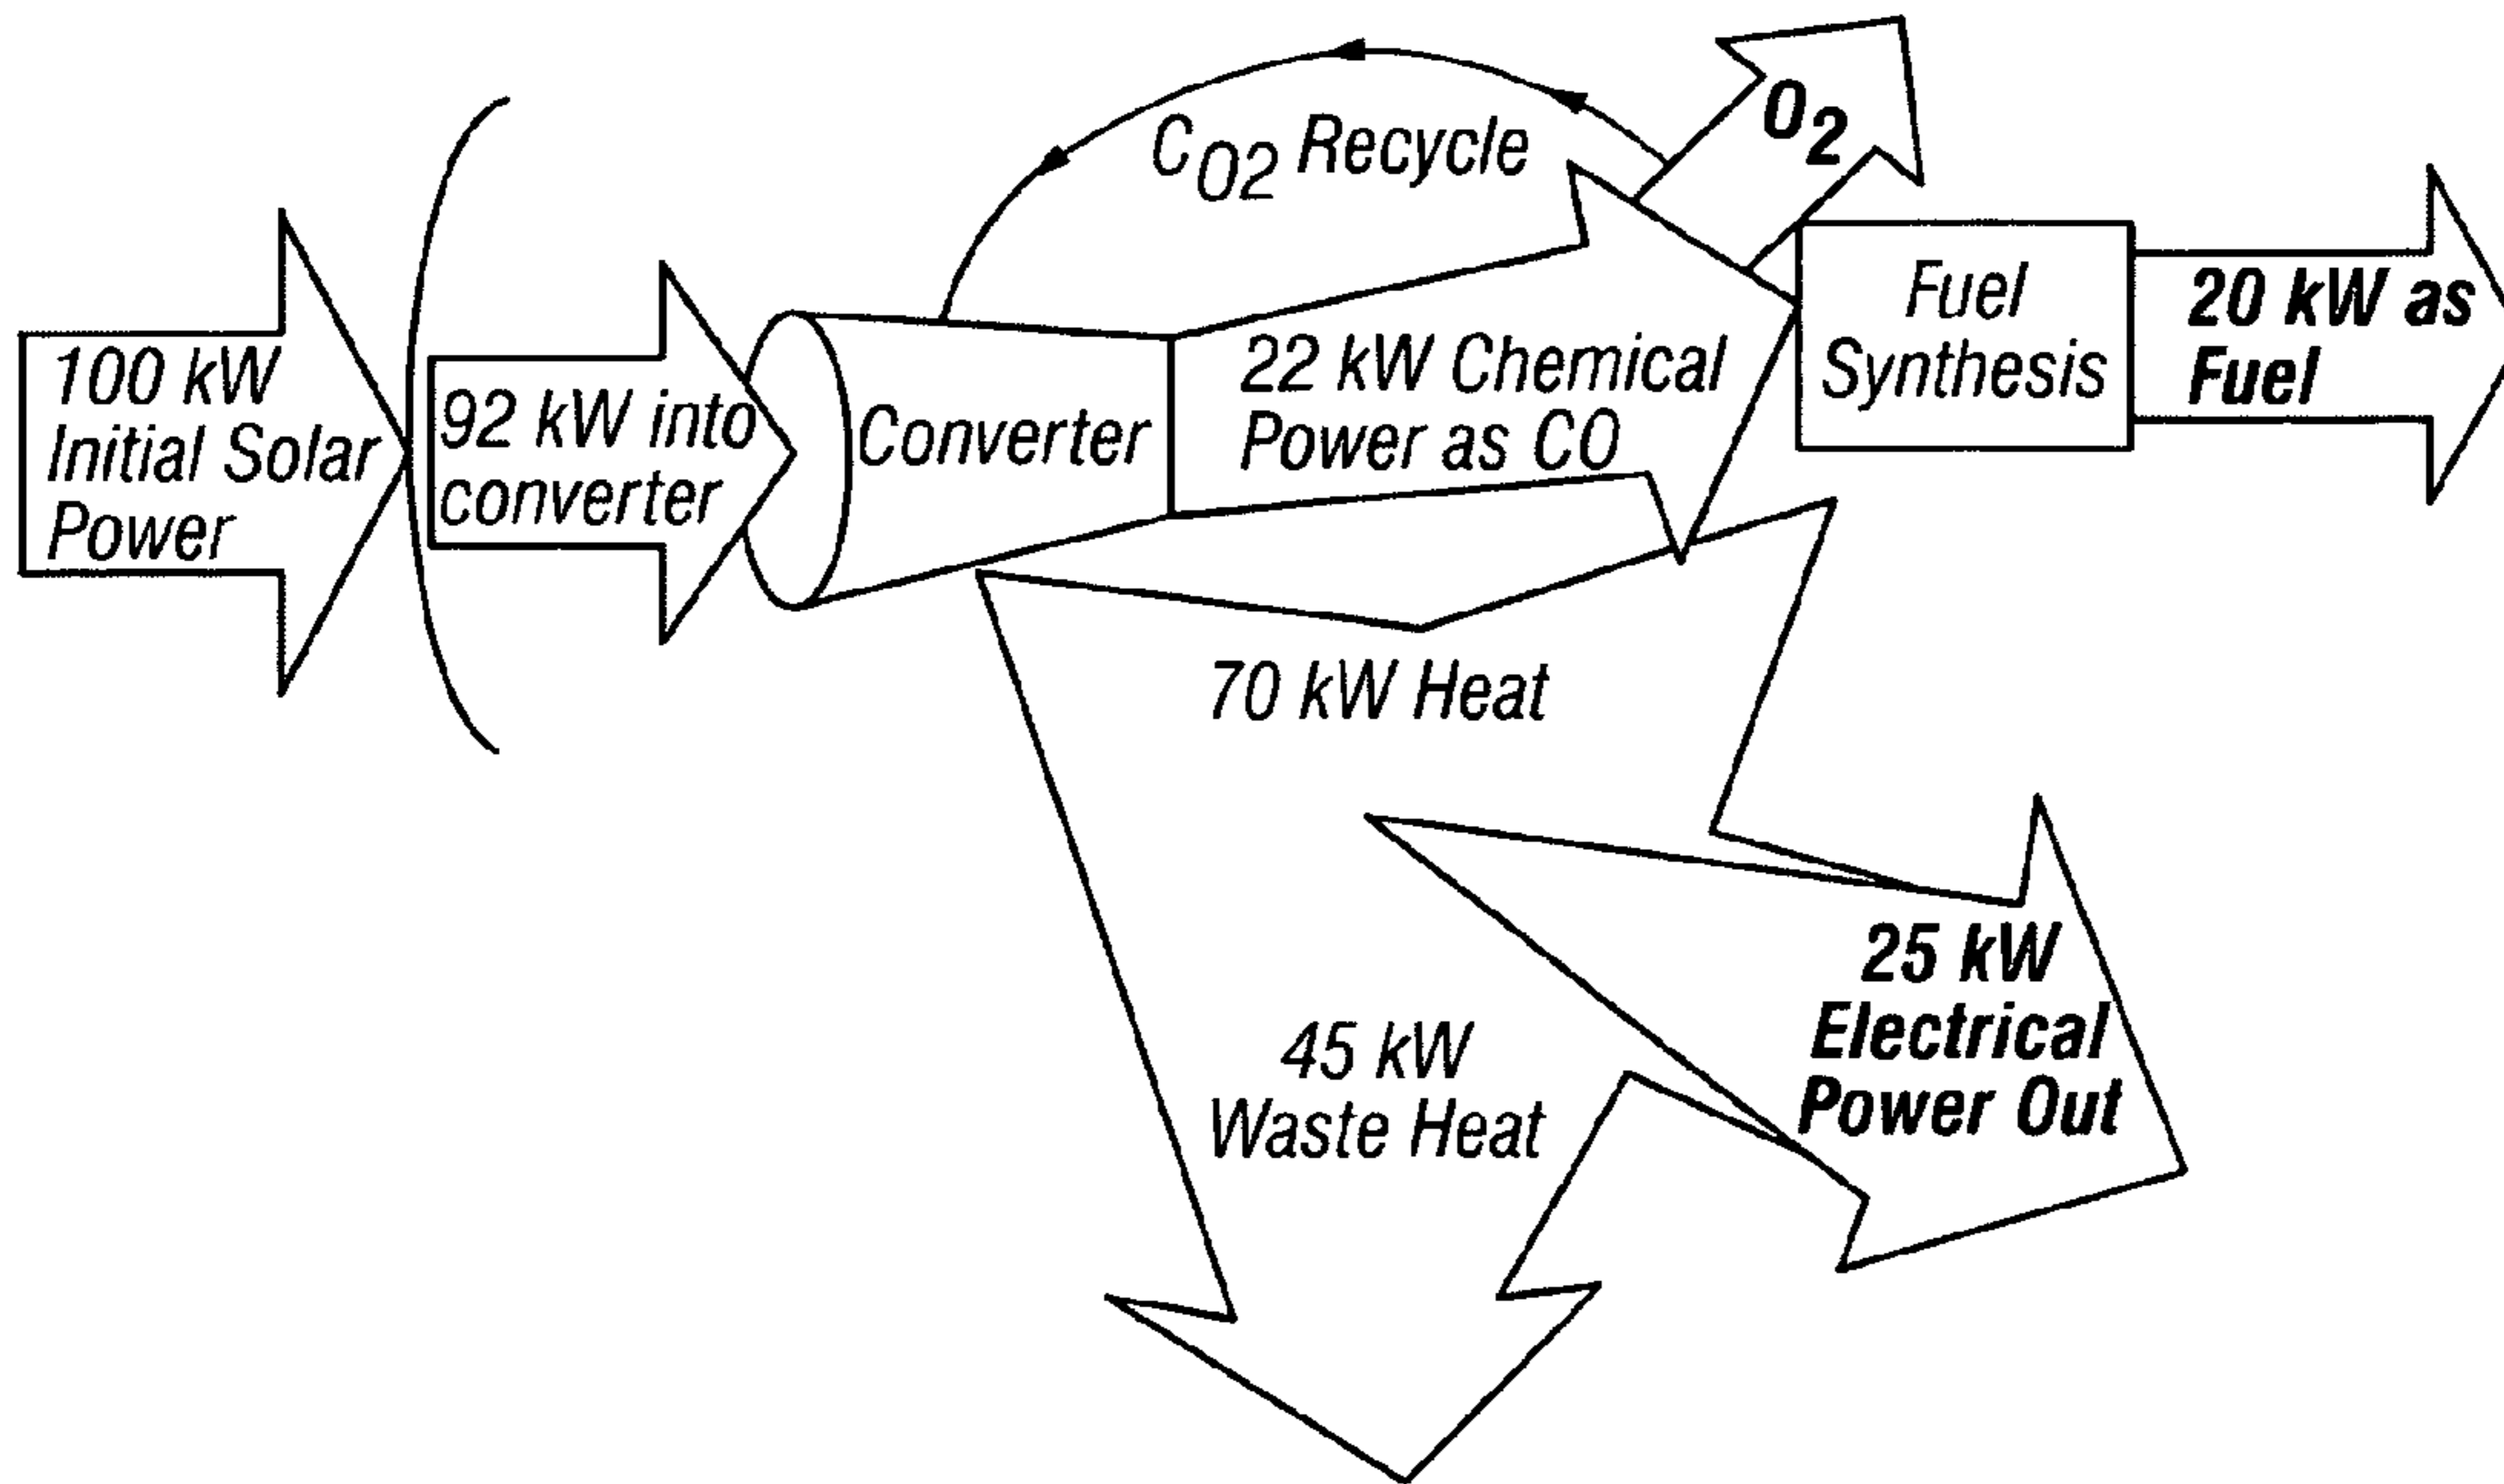 100 kW
Initial Solar
Power
92 kW into
converter
Converter
CO2 Recycle
O2
22 kW Chemical
Power as CO
Fuel
Synthesis
20 kW as
Fuel
70 kW Heat
25 kW
Electrical
Power Out
45 kW
Waste Heat